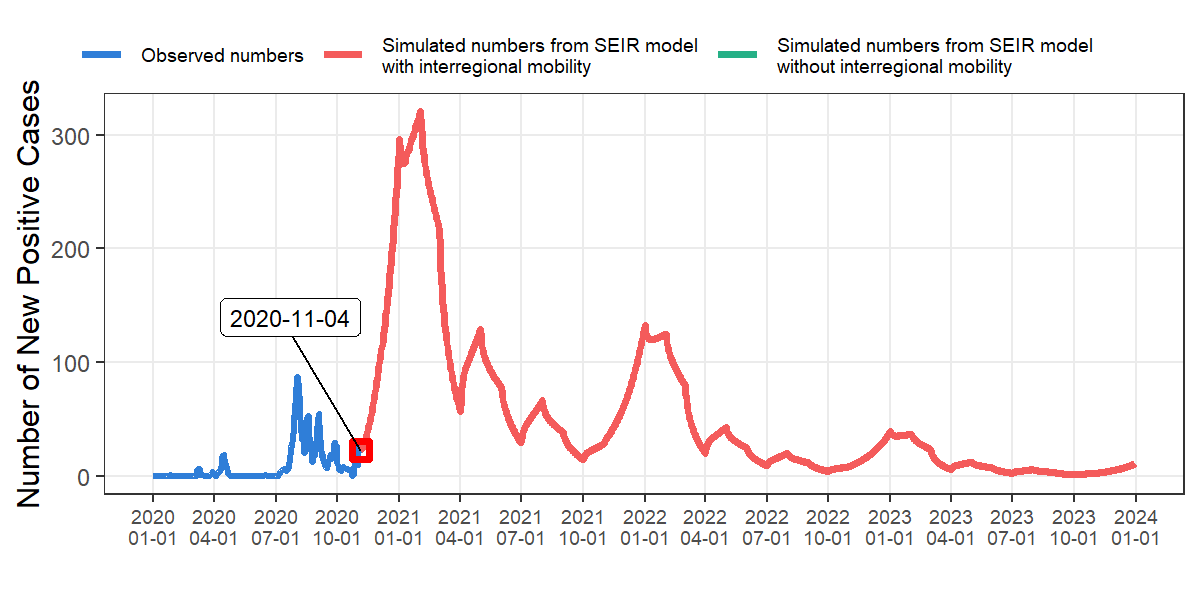 Observed numbers
Simulated numbers from SEIR model
with interregional mobility
Simulated numbers from SEIR model
without interregional mobility
Number of New Positive Cases
300
200
100
0
2020-11-04
2020 2020 2020 2020 2021 2021 2021 2021 2022 2022 2022 2022 2023 2023 2023 2023 2024
01-01 04-01 07-01 10-01 01-01 04-01 07-01 10-01 01-01 04-01 07-01 10-01 01-01 04-01 07-01 10-01 01-01